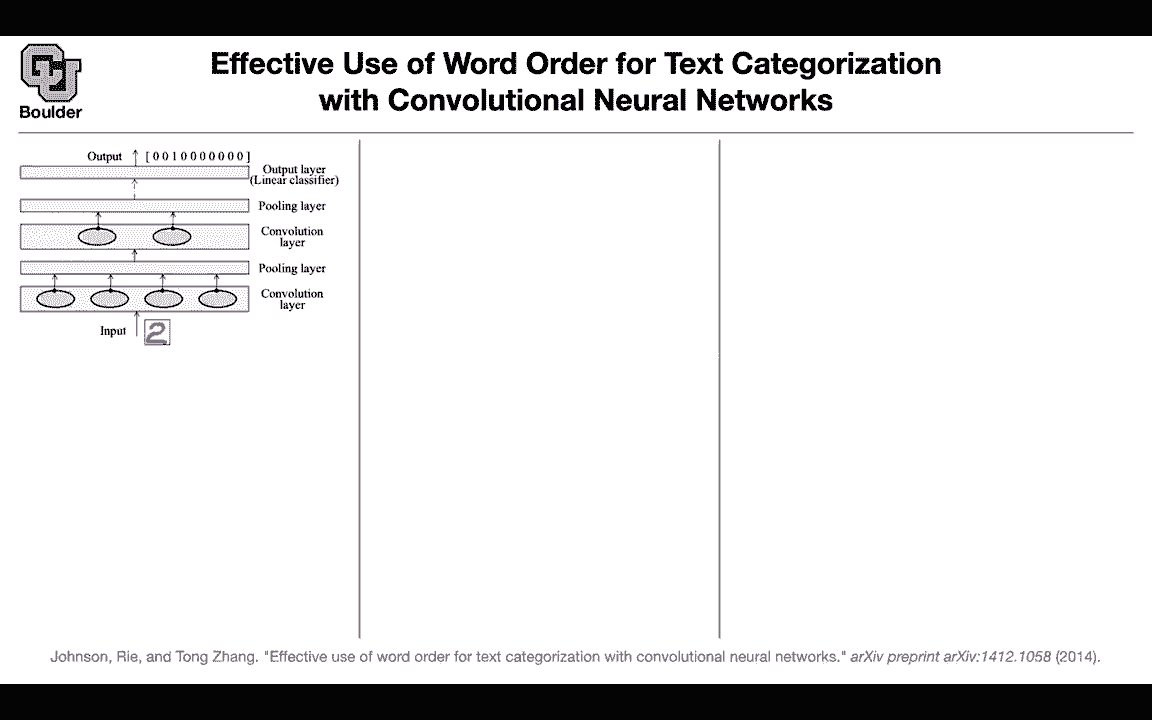 Effective Use of Word Order for Text Categorization
with Convolutional Neural Networks
CU
Boulder
Output [ 0 0 1 0 0 0 0 0 0 0 ]
Output layer
(Linear classifier)
Pooling layer
Convolution
layer
Pooling layer
Convolution
layer
Input 2
Johnson, Rie, and Tong Zhang. "Effective use of word order for text categorization with convolutional neural networks." arXiv preprint arXiv:1412.1058 (2014).